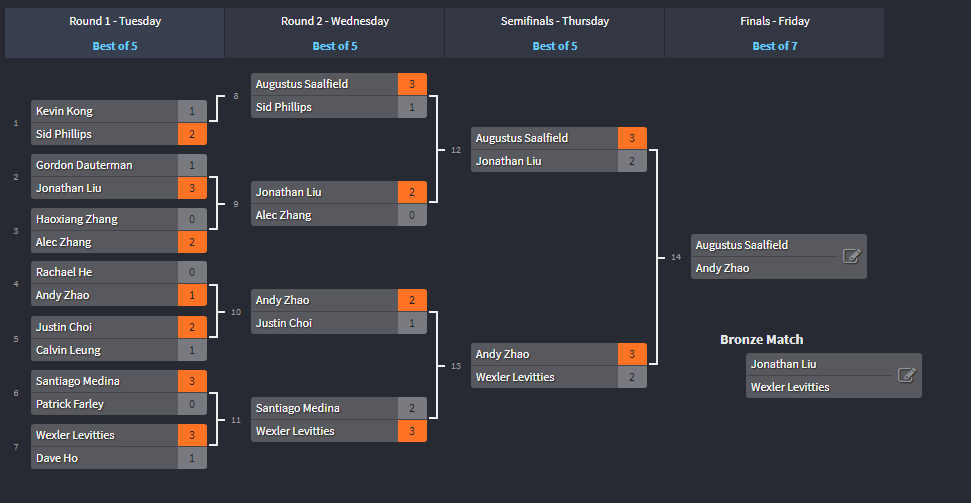 Round 1 - Tuesday
Best of 5
Round 2 - Wednesday
Best of 5
Semifinals - Thursday
Best of 5
Finals - Friday
Best of 7
1
Kevin Kong 1
Sid Phillips 2
2
Gordon Dauterman 1
Jonathan Liu 3
3
Haoxiang Zhang 0
Alec Zhang 2
4
Rachael He 0
Andy Zhao 1
5
Justin Choi 2
Calvin Leung 1
6
Santiago Medina 3
Patrick Farley 0
7
Wexler Levitties 3
Dave Ho 1
8
Augustus Saalfield 3
Sid Phillips 1
9
Jonathan Liu 2
Alec Zhang 0
10
Andy Zhao 2
Justin Choi 1
11
Santiago Medina 2
Wexler Levitties 3
12
Augustus Saalfield 3
Jonathan Liu 2
13
Andy Zhao 3
Wexler Levitties 2
14
Augustus Saalfield
Andy Zhao
Bronze Match
Jonathan Liu
Wexler Levitties